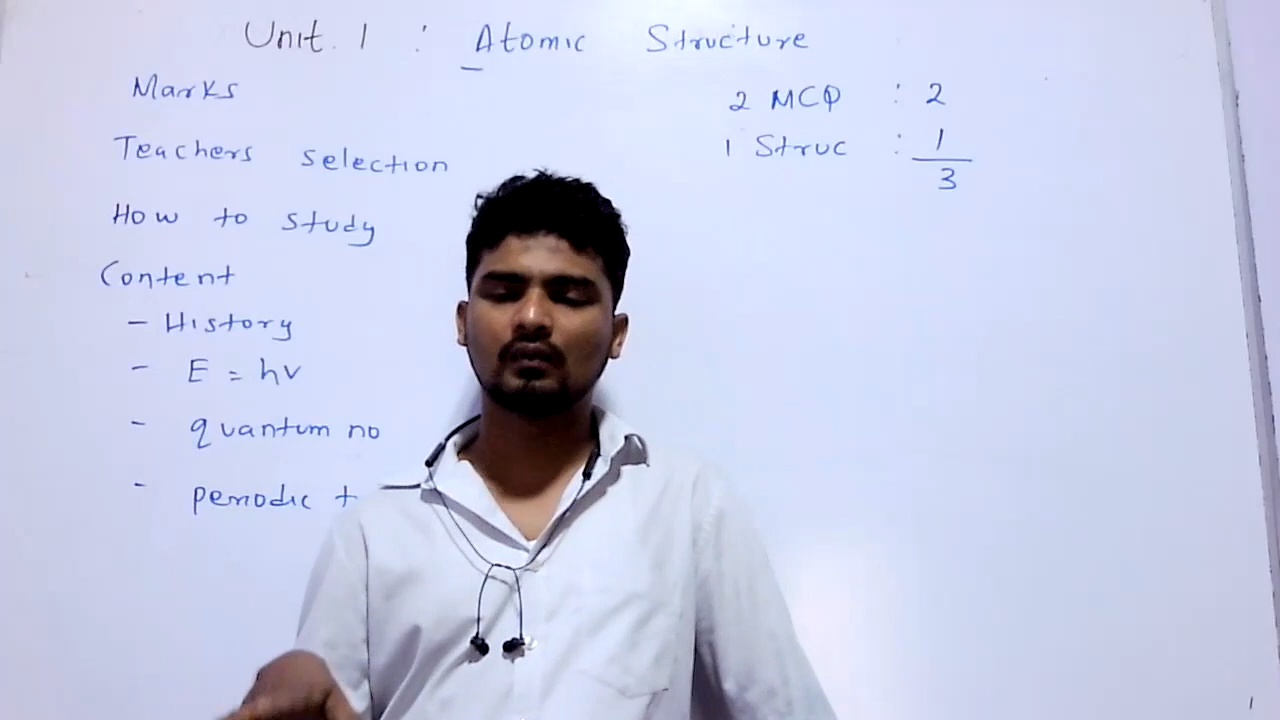 Unit. 1 : Atomic Structure
Marks
Teachers selection
How to study
Content
- History
- E = hv
- quantum no
- periodic t
2 MCQ : 2
1 Struc : 1
3